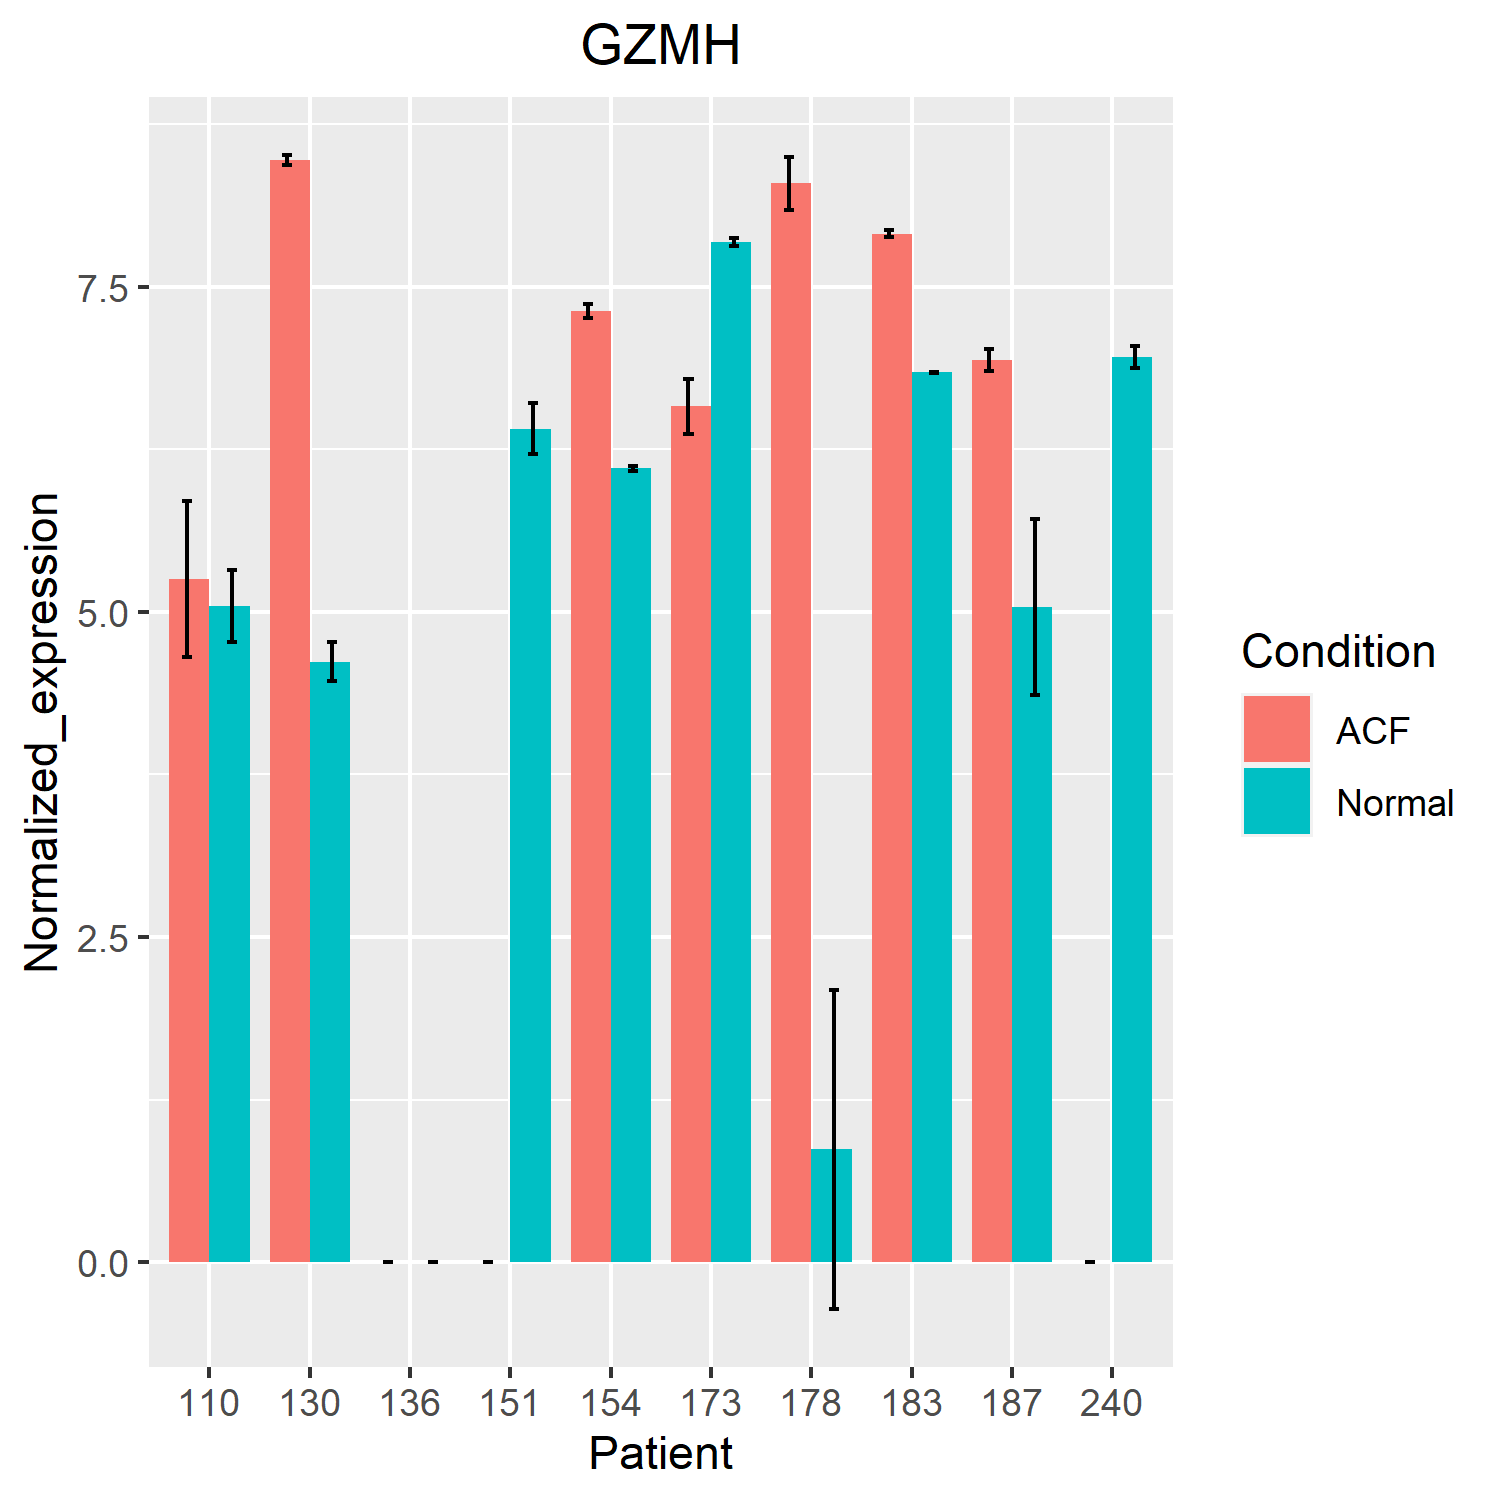 GZMH
Normalized_expression
7.5
5.0
2.5
0.0
110 130 136 151 154 173 178 183 187 240
Patient
Condition
ACF
Normal